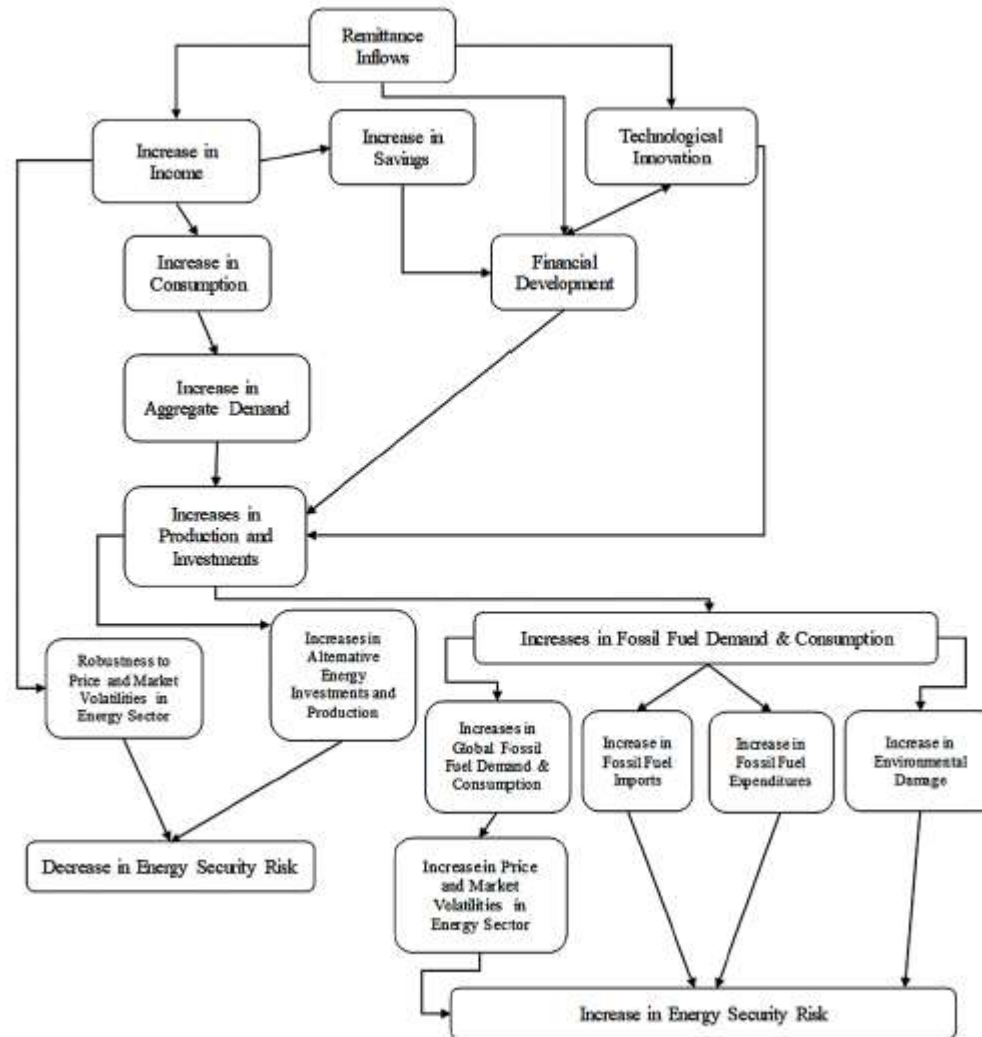 Remittance
Inflows
Increase in
Income
Increase in
Savings
Technological
Innovation
Increase in
Consumption
Financial
Development
Increase in
Aggregate Demand
Increases in
Production and
Investments
Robustness to
Price and Market
Volatilities in
Energy Sector
Increases in
Alternative
Energy
Investments and
Production
Increases in Fossil Fuel Demand & Consumption
Increases in
Global Fossil
Fuel Demand &
Consumption
Increase in
Fossil Fuel
Imports
Increase in
Fossil Fuel
Expenditures
Increase in
Environmental
Damage
Decrease in Energy Security Risk
Increase in Price
and Market
Volatilities in
Energy Sector
Increase in Energy Security Risk